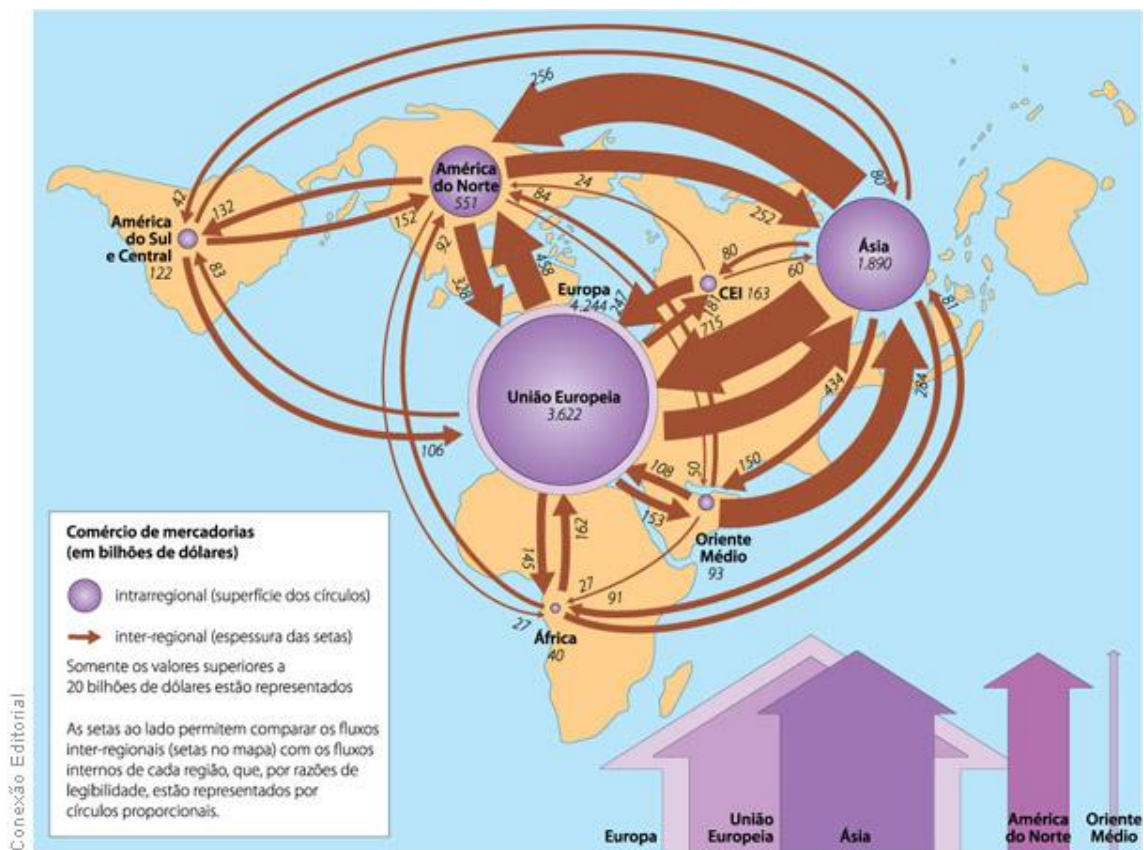 256
80
42
132
152
América
do Norte
551
24
84
252
América
do Sul
e Central
122
83
92
328
458
Europa
4.244
247
181
715
CEI 163
80
60
Ásia
1.890
81
284
434
União Europeia
3.622
106
108
153
50
150
Oriente
Médio
93
145
162
27
91
27
África
40
Comércio de mercadorias
(em bilhões de dólares)
intrarregional (superfície dos círculos)
inter-regional (espessura das setas)
Somente os valores superiores a
20 bilhões de dólares estão representados
As setas ao lado permitem comparar os fluxos
inter-regionais (setas no mapa) com os fluxos
internos de cada região, que, por razões de
legibilidade, estão representados por
círculos proporcionais.
Europa
União
Europeia
Ásia
América
do Norte
Oriente
Médio
Conexão Editorial